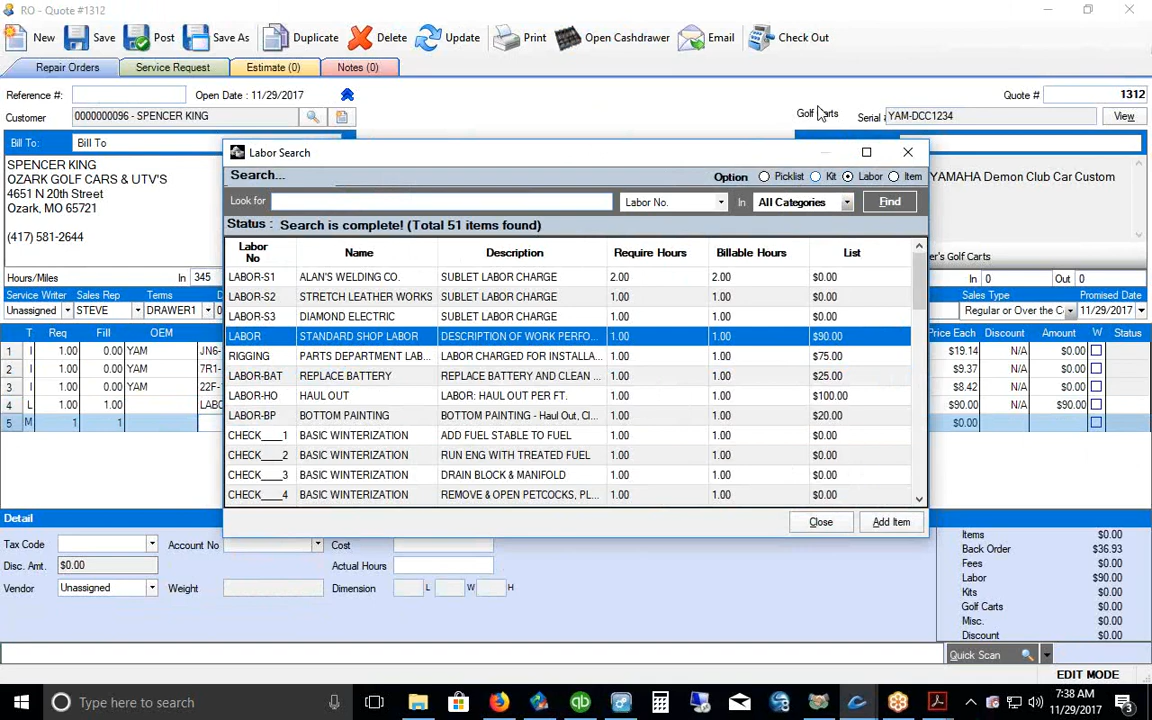 RO - Quote #1312
New Save Post Save As Duplicate Delete Update Print Open Cashdrawer Email Check Out
Repair Orders Service Request Estimate (0) Notes (0)
Reference #: Open Date : 11/29/2017 Quote # 1312
Customer 0000000096 - SPENCER KING Golf Carts Serial YAM-DCC1234 View
Bill To: Bill To
SPENCER KING
OZARK GOLF CARS & UTV'S
4651 N 20th Street
Ozark, MO 65721
(417) 581-2644
YAMAHA Demon Club Car Custom
er's Golf Carts
Hours/Miles In 345 In 0 Out 0
Service Writer Sales Rep Terms Sales Type Promised Date
Unassigned STEVE DRAWER1 Regular or Over the C 11/29/2017
T Req Fill OEM Price Each Discount Amount W Status
1 I 1.00 0.00 YAM JN6- $19.14 N/A $0.00
2 I 1.00 0.00 YAM 7R1- $9.37 N/A $0.00
3 I 1.00 0.00 YAM 22F- $8.42 N/A $0.00
4 L 1.00 1.00 LABO $90.00 N/A $90.00
5 M 1 1 $0.00
Labor Search
Search... Option Picklist Kit Labor Item
Look for Labor No. In All Categories Find
Status : Search is complete! (Total 51 items found)
Labor No Name Description Require Hours Billable Hours List
LABOR-S1 ALAN'S WELDING CO. SUBLET LABOR CHARGE 2.00 2.00 $0.00
LABOR-S2 STRETCH LEATHER WORKS SUBLET LABOR CHARGE 1.00 1.00 $0.00
LABOR-S3 DIAMOND ELECTRIC SUBLET LABOR CHARGE 1.00 1.00 $0.00
LABOR STANDARD SHOP LABOR DESCRIPTION OF WORK PERFO... 1.00 1.00 $90.00
RIGGING PARTS DEPARTMENT LAB... LABOR CHARGED FOR INSTALLA... 1.00 1.00 $75.00
LABOR-BAT REPLACE BATTERY REPLACE BATTERY AND CLEAN ... 1.00 1.00 $25.00
LABOR-HO HAUL OUT LABOR: HAUL OUT PER FT. 1.00 1.00 $100.00
LABOR-BP BOTTOM PAINTING BOTTOM PAINTING - Haul Out, Cl... 1.00 1.00 $20.00
CHECK____1 BASIC WINTERIZATION ADD FUEL STABLE TO FUEL 1.00 1.00 $0.00
CHECK____2 BASIC WINTERIZATION RUN ENG WITH TREATED FUEL 1.00 1.00 $0.00
CHECK____3 BASIC WINTERIZATION DRAIN BLOCK & MANIFOLD 1.00 1.00 $0.00
CHECK____4 BASIC WINTERIZATION REMOVE & OPEN PETCOCKS, PL... 1.00 1.00 $0.00
Close Add Item
Detail
Tax Code Account No Cost
Disc. Amt. $0.00 Actual Hours
Vendor Unassigned Weight Dimension L W H
Items $0.00
Back Order $36.93
Fees $0.00
Labor $90.00
Kits $0.00
Golf Carts $0.00
Misc. $0.00
Discount $0.00
Quick Scan
EDIT MODE
Type here to search
7:38 AM
11/29/2017
3